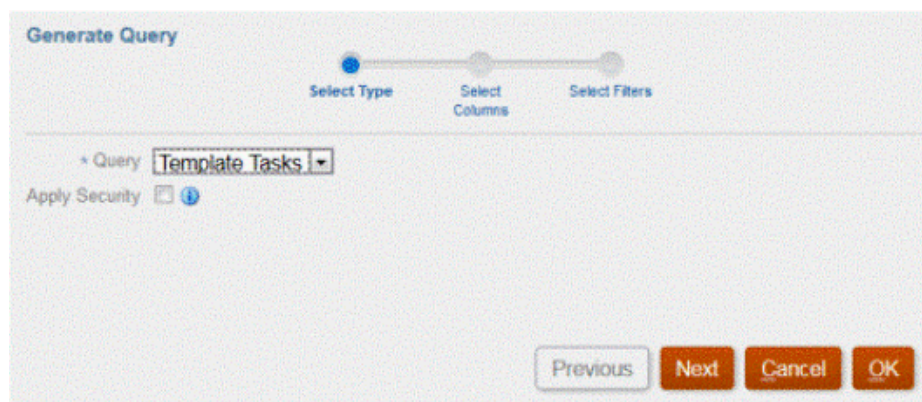 Generate Query
Select Type
Select
Columns
Select Filters
* Query Template Tasks
Apply Security
Previous Next Cancel OK